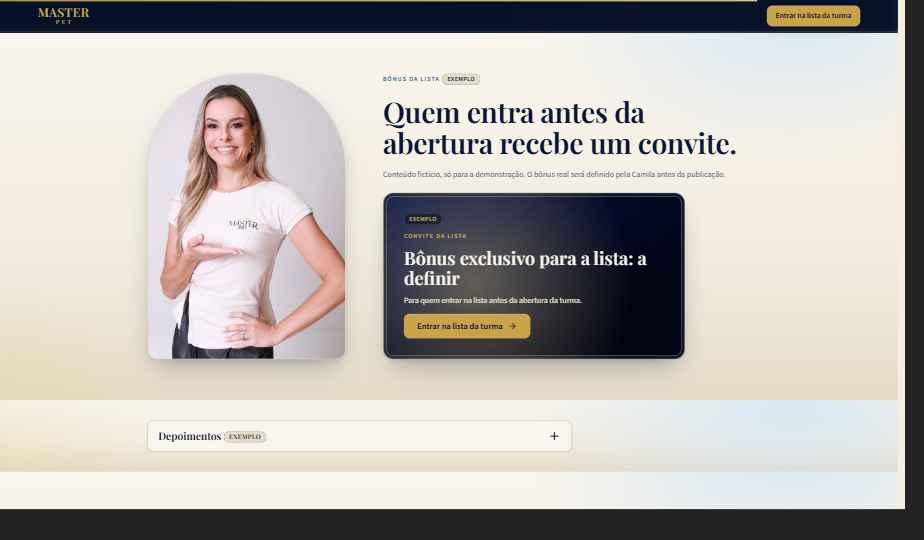 MASTER
PET
Entrar na lista da turma
BÔNUS DA LISTA EXEMPLO
Quem entra antes da
abertura recebe um convite.
Conteúdo fictício, só para a demonstração. O bônus real será definido pela Camila antes da publicação.
MASTER
PET
EXEMPLO
CONVITE DA LISTA
Bônus exclusivo para a lista: a
definir
Para quem entrar na lista antes da abertura da turma.
Entrar na lista da turma →
Depoimentos EXEMPLO